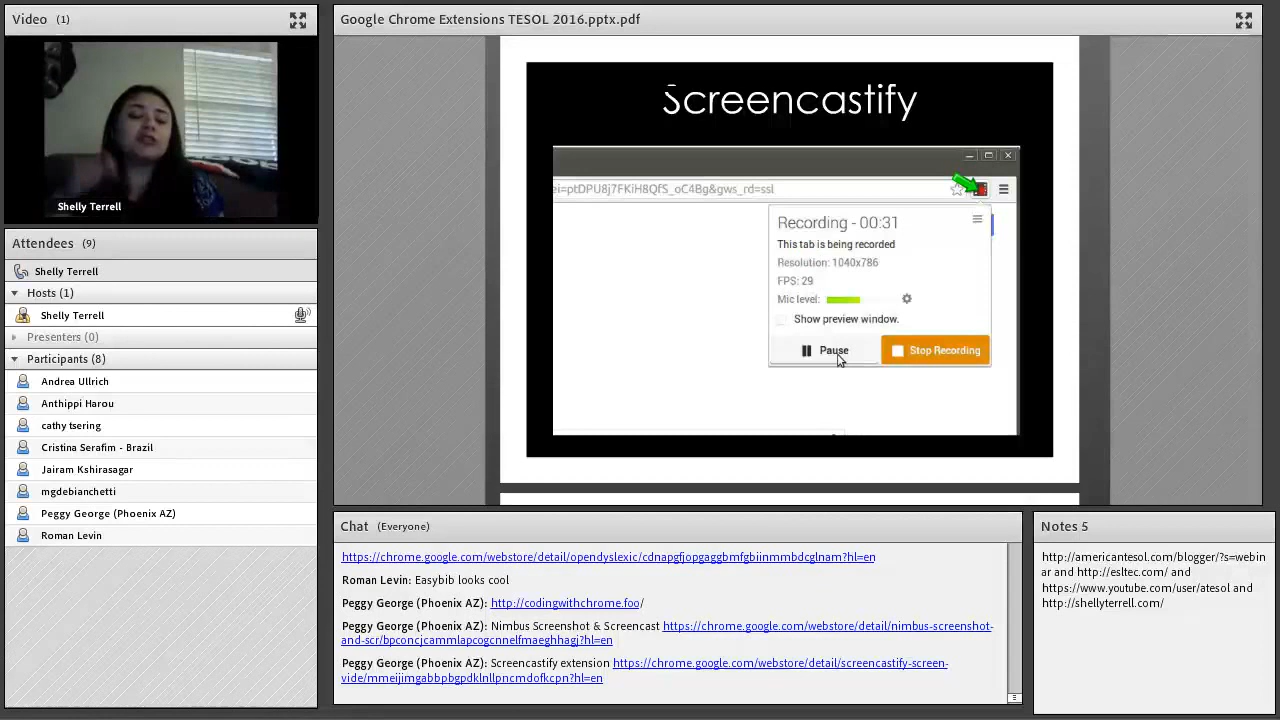 Video (1)
Shelly Terrell
Attendees (9)
Shelly Terrell
Hosts (1)
Shelly Terrell
Presenters (0)
Participants (8)
Andrea Ullrich
Anthippi Harou
cathy tsering
Cristina Serafim - Brazil
Jairam Kshirasagar
mgdebianchetti
Peggy George (Phoenix AZ)
Roman Levin
Google Chrome Extensions TESOL 2016.pptx.pdf
Screencastify
ei=ptDPU8j7FKiH8QfS_oC4Bg&gws_rd=ssl
Recording - 00:31
This tab is being recorded
Resolution: 1040x786
FPS: 29
Mic level:
Show preview window.
Pause
Stop Recording
Chat (Everyone)
https://chrome.google.com/webstore/detail/opendyslexic/cdnapgfjopgaggbmfgbiinmmbdcglnam?hl=en
Roman Levin: Easybib looks cool
Peggy George (Phoenix AZ): http://codingwithchrome.foo/
Peggy George (Phoenix AZ): Nimbus Screenshot & Screencast https://chrome.google.com/webstore/detail/nimbus-screenshot-
and-scr/bpconcjcammlapcogcnnelfmaeghhagj?hl=en
Peggy George (Phoenix AZ): Screencastify extension https://chrome.google.com/webstore/detail/screencastify-screen-
vide/mmeijimgabbpbgpdklnllpncmdofkcpn?hl=en
Notes 5
http://americantesol.com/blogger/?s=webin
ar and http://esltec.com/ and
https://www.youtube.com/user/atesol and
http://shellyterrell.com/